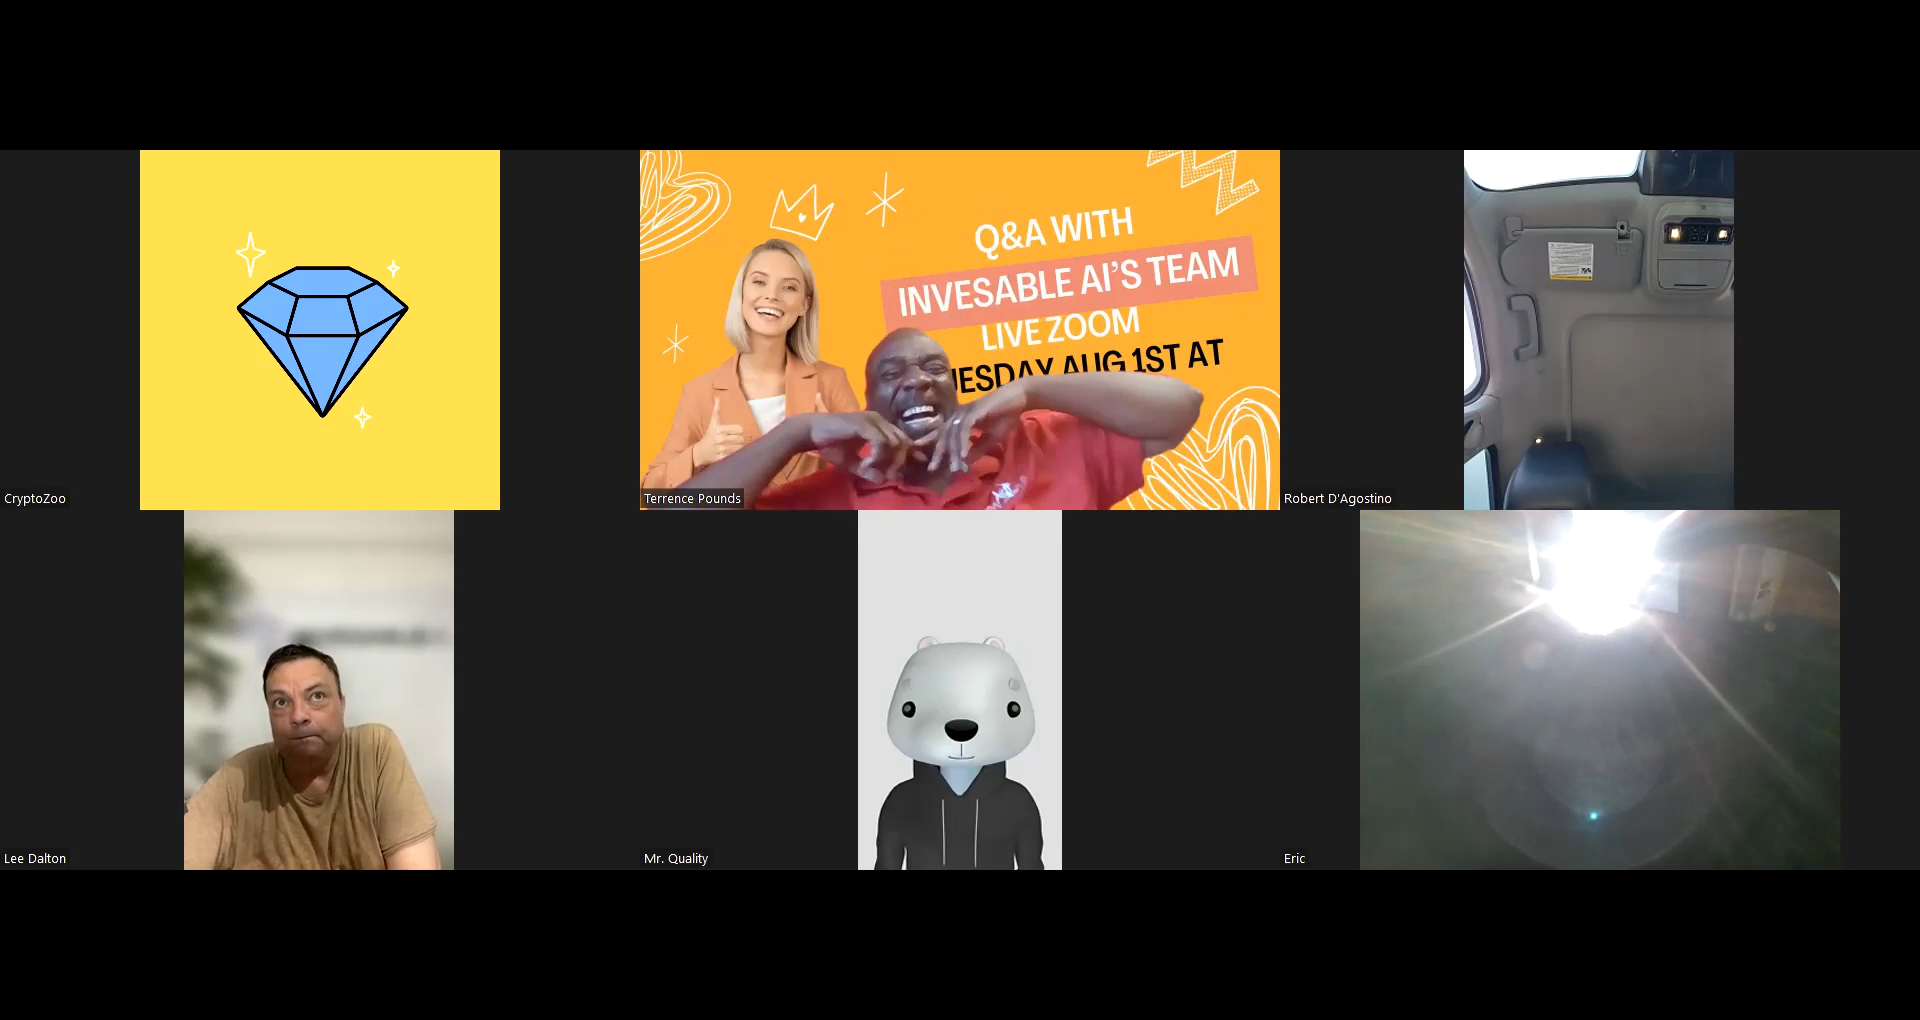 Q&A WITH
INVESABLE AI'S TEAM
LIVE ZOOM
AUG 1ST AT
CryptoZoo
Terrence Pounds
Robert D'Agostino
Lee Dalton
Mr. Quality
Eric